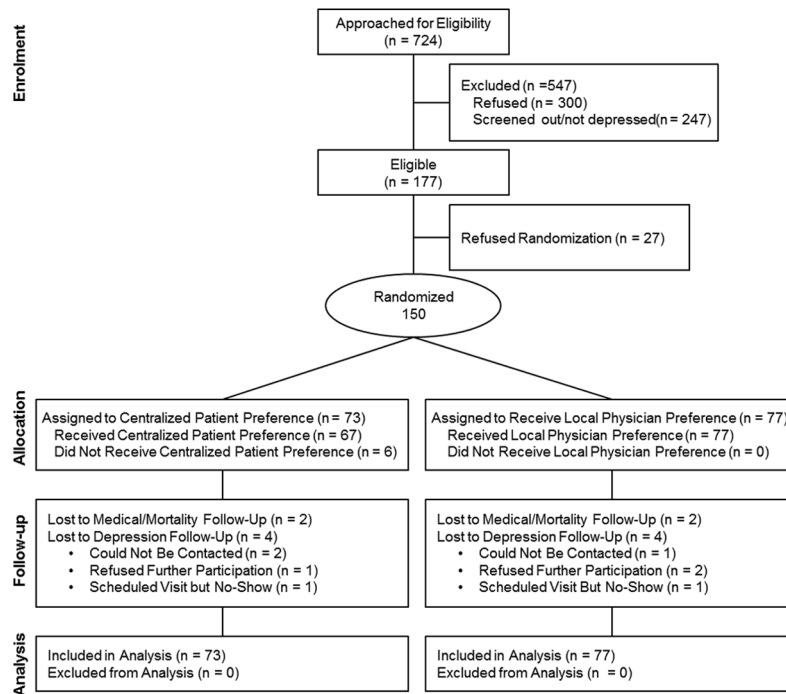 Enrolment
Approached for Eligibility
(n = 724)
Excluded (n =547)
Refused (n = 300)
Screened out/not depressed(n = 247)
Eligible
(n = 177)
Refused Randomization (n = 27)
Randomized
150
Allocation
Assigned to Centralized Patient Preference (n = 73)
Received Centralized Patient Preference (n = 67)
Did Not Receive Centralized Patient Preference (n = 6)
Assigned to Receive Local Physician Preference (n = 77)
Received Local Physician Preference (n = 77)
Did Not Receive Local Physician Preference (n = 0)
Follow-up
Lost to Medical/Mortality Follow-Up (n = 2)
Lost to Depression Follow-Up (n = 4)
• Could Not Be Contacted (n = 2)
• Refused Further Participation (n = 1)
• Scheduled Visit but No-Show (n = 1)
Lost to Medical/Mortality Follow-Up (n = 2)
Lost to Depression Follow-Up (n = 4)
• Could Not Be Contacted (n = 1)
• Refused Further Participation (n = 2)
• Scheduled Visit But No-Show (n = 1)
Analysis
Included in Analysis (n = 73)
Excluded from Analysis (n = 0)
Included in Analysis (n = 77)
Excluded from Analysis (n = 0)